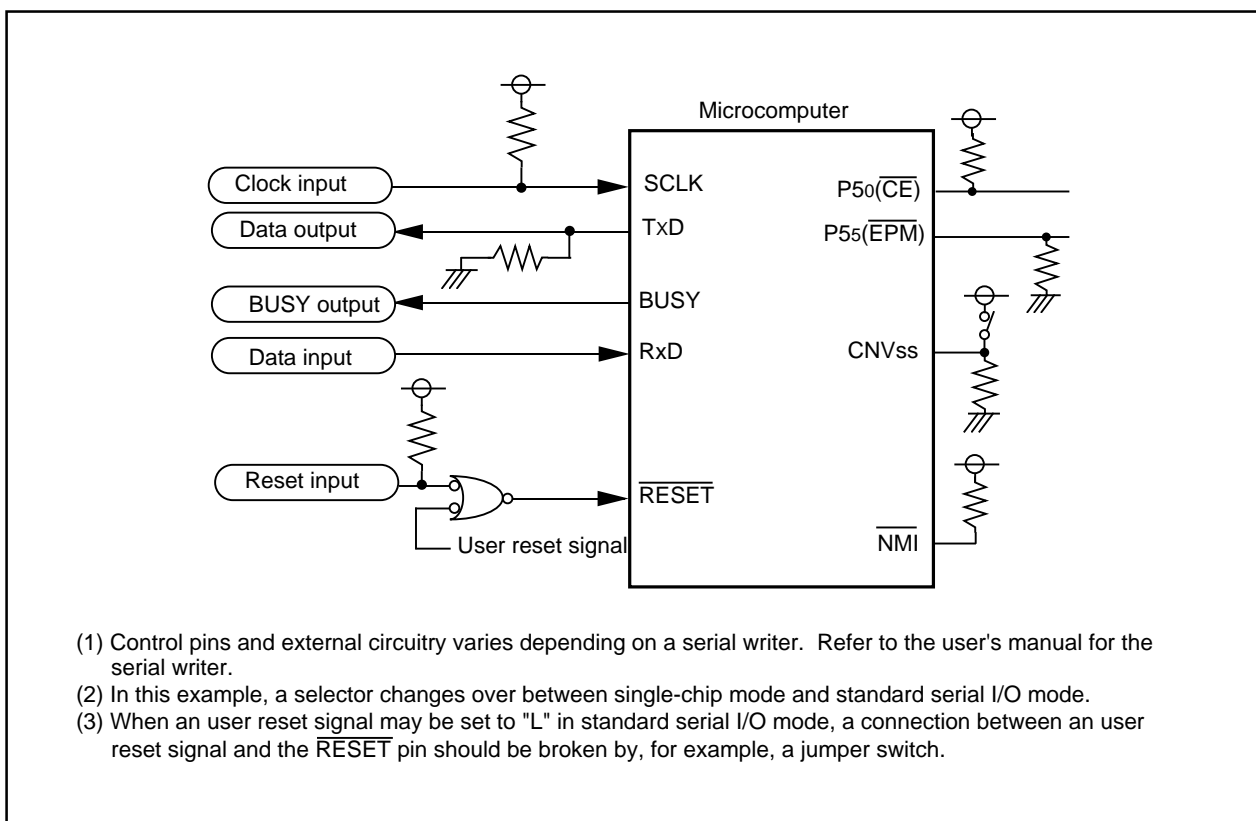 Microcomputer
Clock input
SCLK
P50(CE)
Data output
TxD
P55(EPM)
BUSY output
BUSY
Data input
RxD
CNVss
Reset input
RESET
User reset signal
NMI
(1) Control pins and external circuitry varies depending on a serial writer.  Refer to the user's manual for the
serial writer.
(2) In this example, a selector changes over between single-chip mode and standard serial I/O mode.
(3) When an user reset signal may be set to "L" in standard serial I/O mode, a connection between an user
reset signal and the RESET pin should be broken by, for example, a jumper switch.